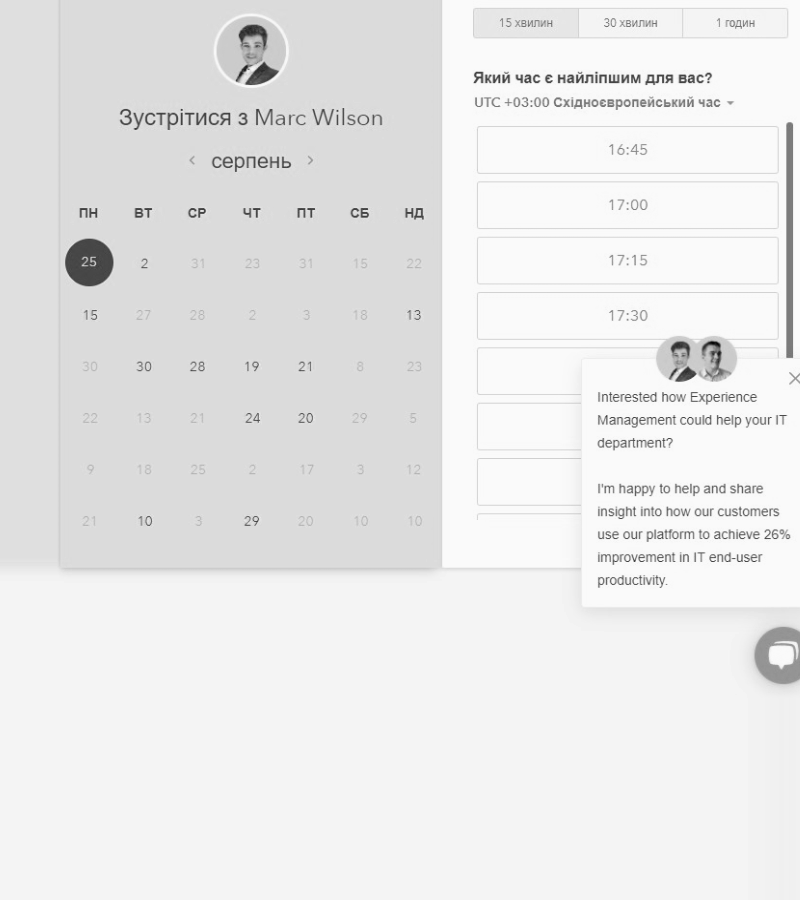 15 хвилин 30 хвилин 1 годин
Зустрітися з Marc Wilson
серпень
ПН ВТ СР ЧТ ПТ СБ НД
25 2 31 23 31 15 22
15 27 28 2 3 18 13
30 30 28 19 21 8 23
22 13 21 24 20 29 5
9 18 25 2 17 3 12
21 10 3 29 20 10 10
Який час є найліпшим для вас?
UTC +03:00 Східноєвропейський час
16:45
17:00
17:15
17:30
Interested how Experience
Management could help your IT
department?
I'm happy to help and share
insight into how our customers
use our platform to achieve 26%
improvement in IT end-user
productivity.